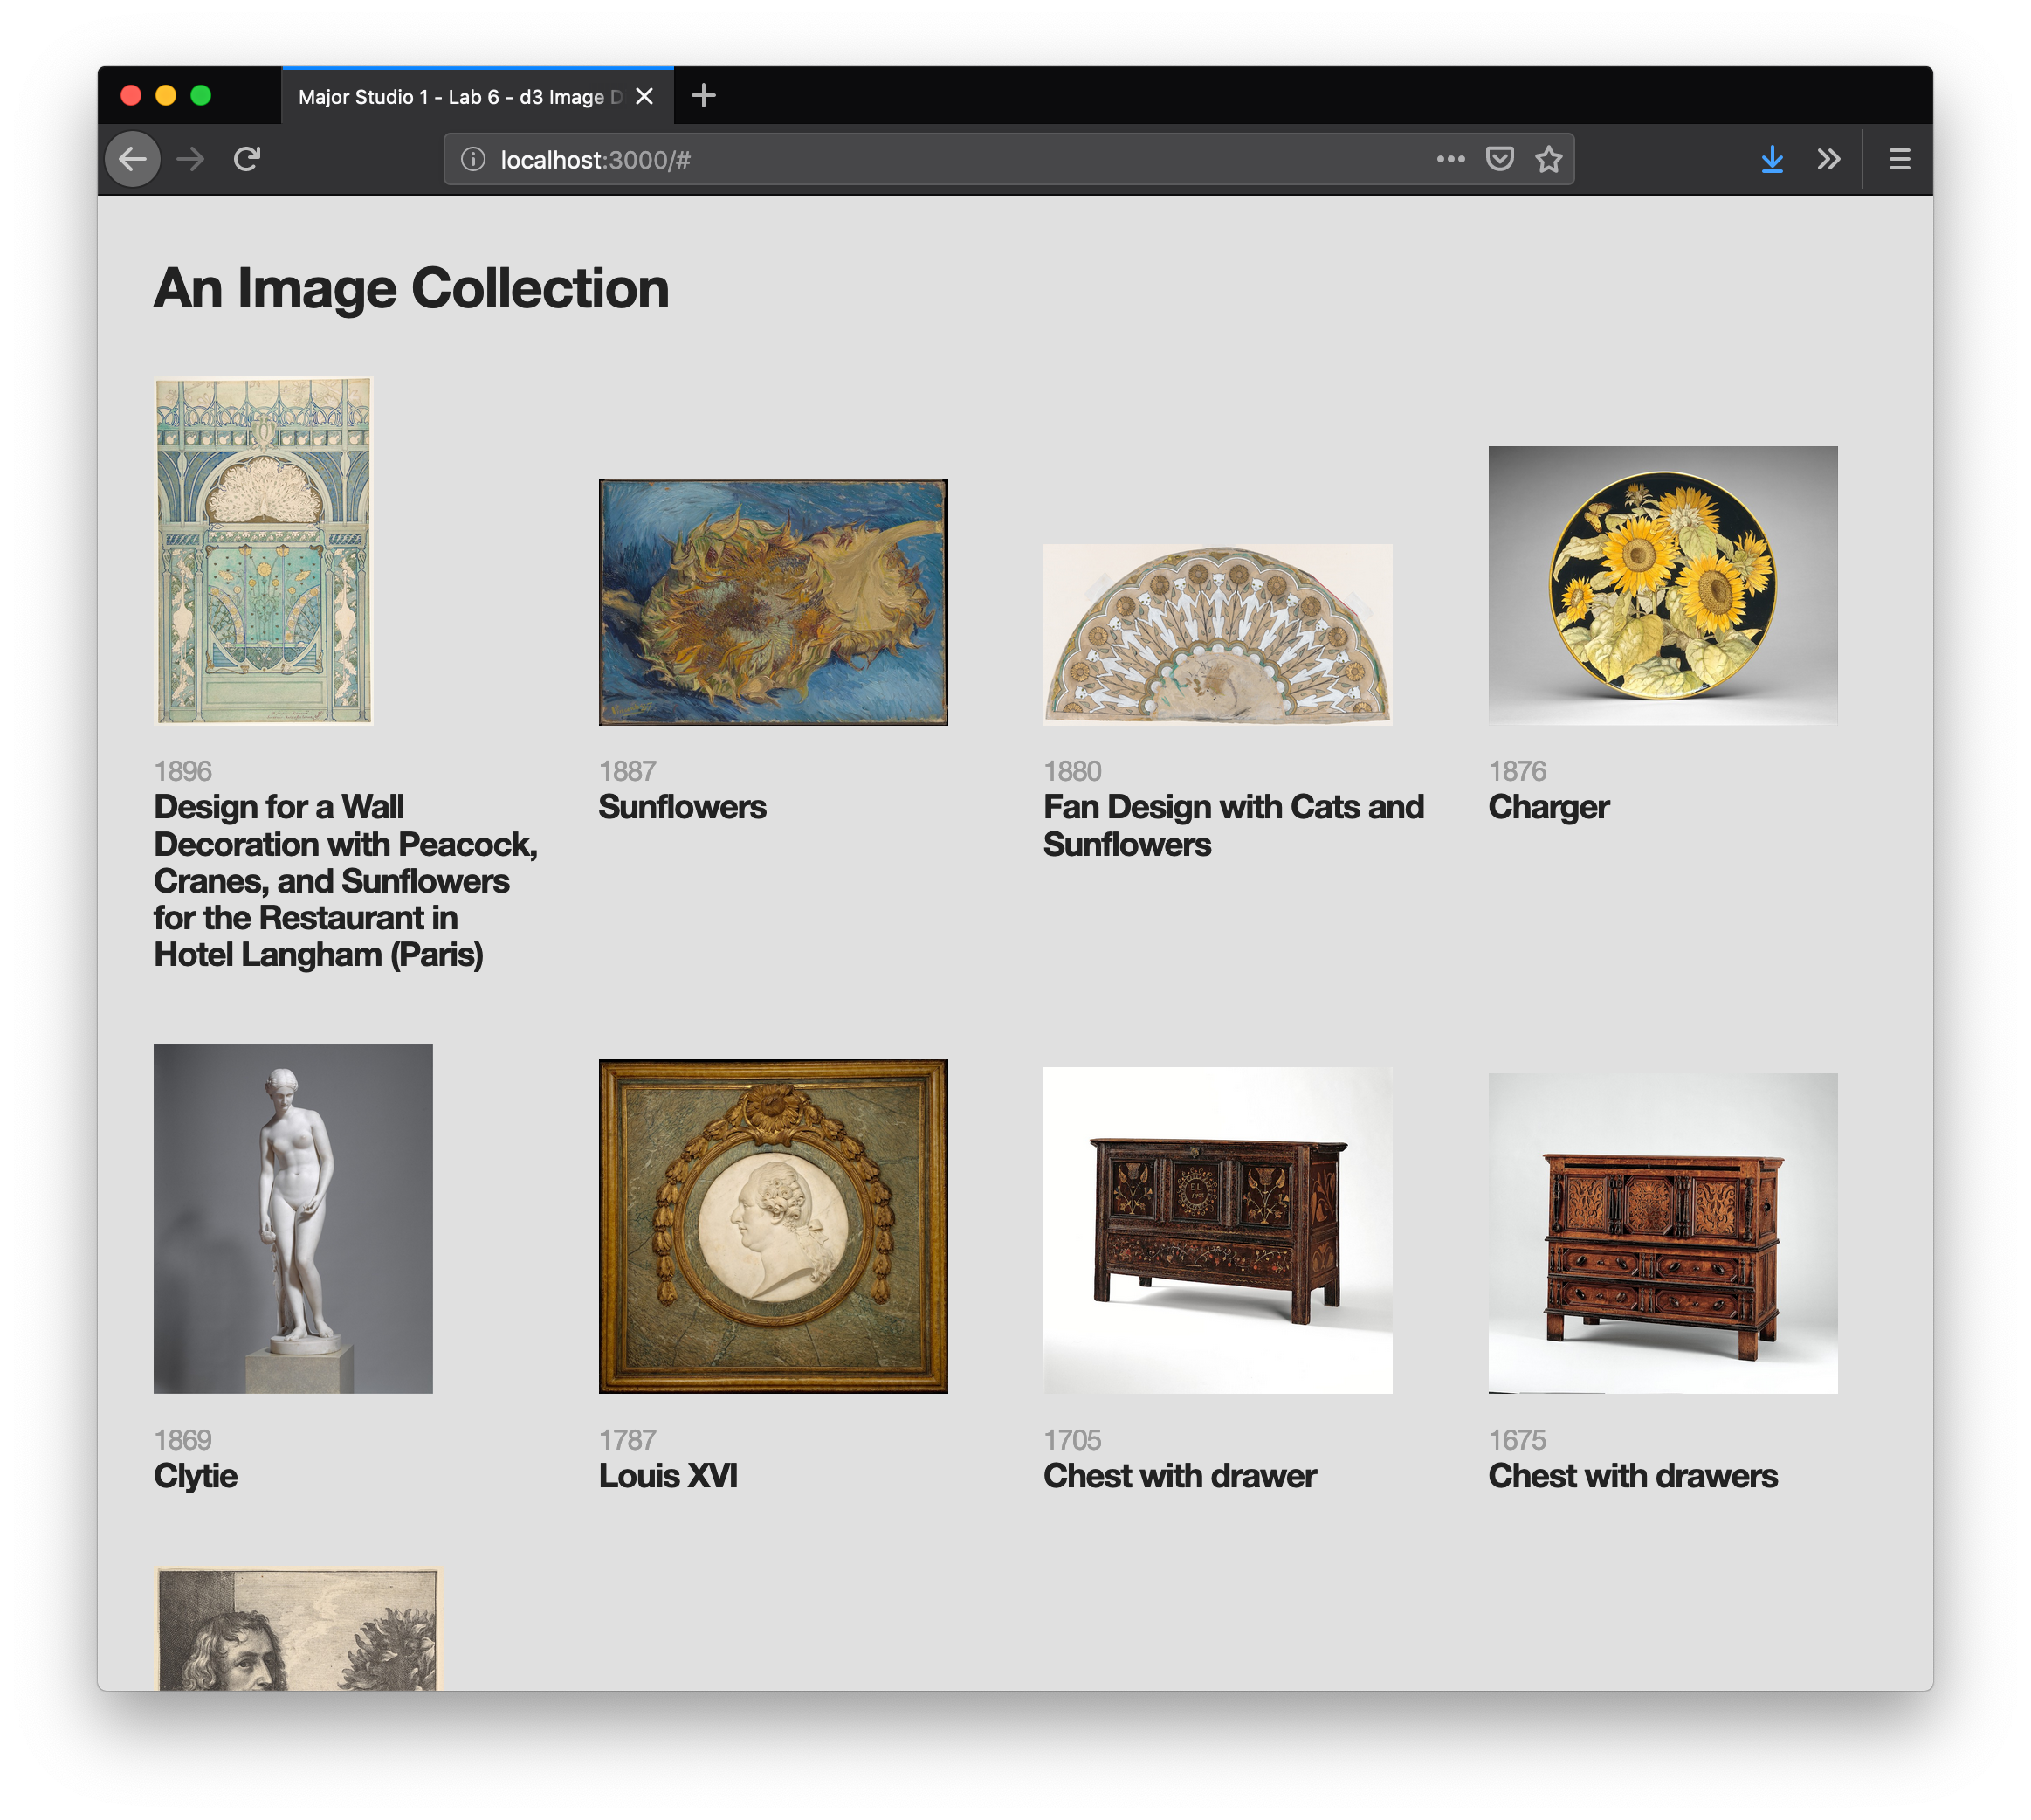 Major Studio 1 - Lab 6 - d3 Image D
localhost:3000/#
An Image Collection
1896
Design for a Wall
Decoration with Peacock,
Cranes, and Sunflowers
for the Restaurant in
Hotel Langham (Paris)
1887
Sunflowers
1880
Fan Design with Cats and
Sunflowers
1876
Charger
1869
Clytie
1787
Louis XVI
1705
Chest with drawer
1675
Chest with drawers